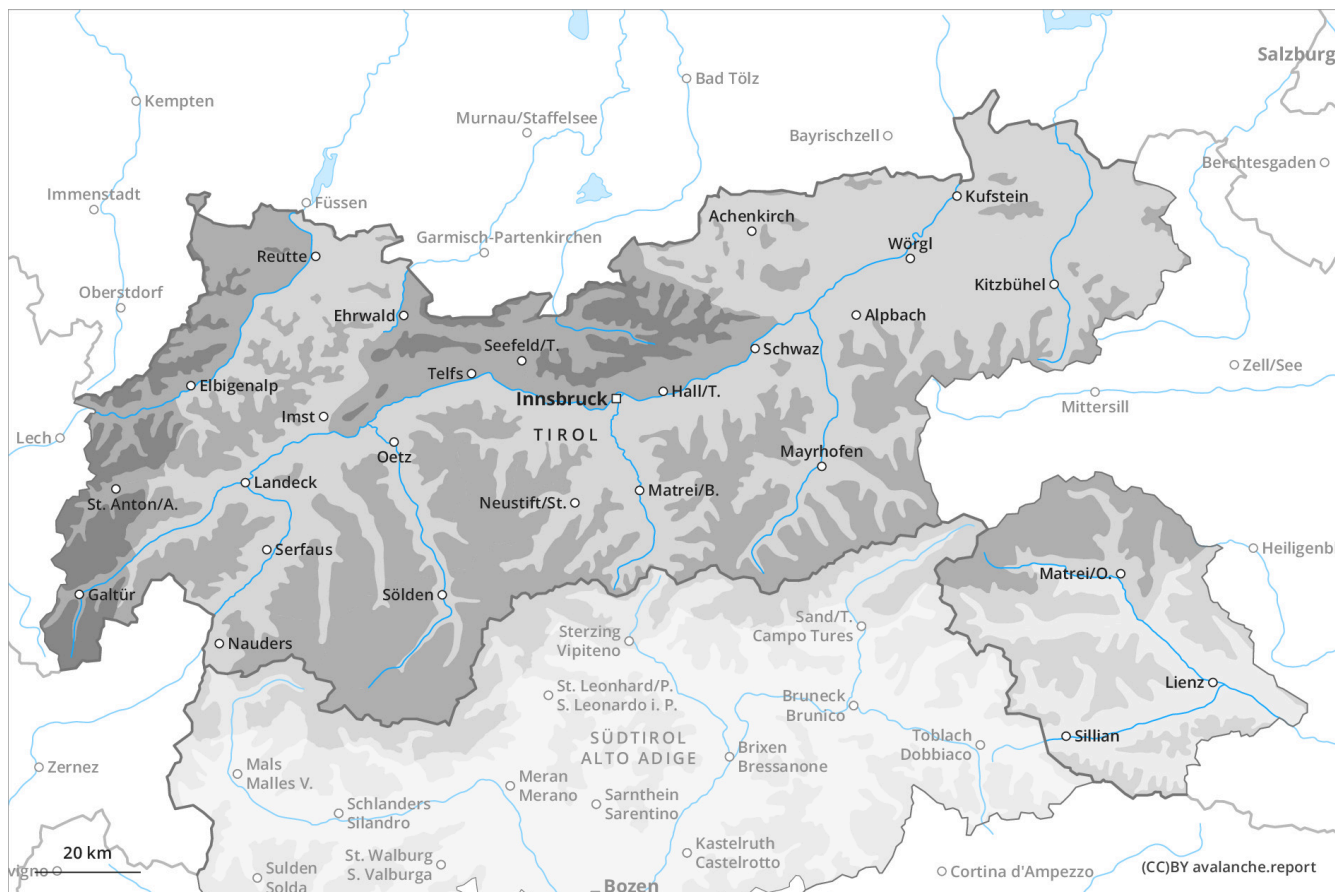 Salzburg
Bad Tölz
Kempten
Murnau/Staffelsee
Bayrischzell
Berchtesgaden
Immenstadt
Füssen
Kufstein
Achenkirch
Garmisch-Partenkirchen
Wörgl
Reutte
Oberstdorf
Kitzbühel
Ehrwald
Alpbach
Seefeld/T.
Schwaz
Zell/See
Telfs
Elbigenalp
Innsbruck
Hall/T.
Mittersill
Imst
Lech
TIROL
Oetz
Mayrhofen
Landeck
St. Anton/A.
Neustift/St.
Matrei/B.
Serfaus
Heiligenb
Matrei/O.
Galtür
Sölden
Sand/T.
Campo Tures
Sterzing
Vipiteno
Nauders
Lienz
St. Leonhard/P.
S. Leonardo i. P.
Bruneck
Brunico
SÜDTIROL
ALTO ADIGE
Toblach
Dobbiaco
Sillian
Brixen
Bressanone
Zernez
Mals
Malles V.
Meran
Merano
Schlanders
Silandro
Sarnthein
Sarentino
Kastelruth
Castelrotto
20 km
St. Walburg
S. Valburga
vigno
Sulden
Solda
Bozen
Cortina d'Ampezzo
(CC)BY avalanche.report